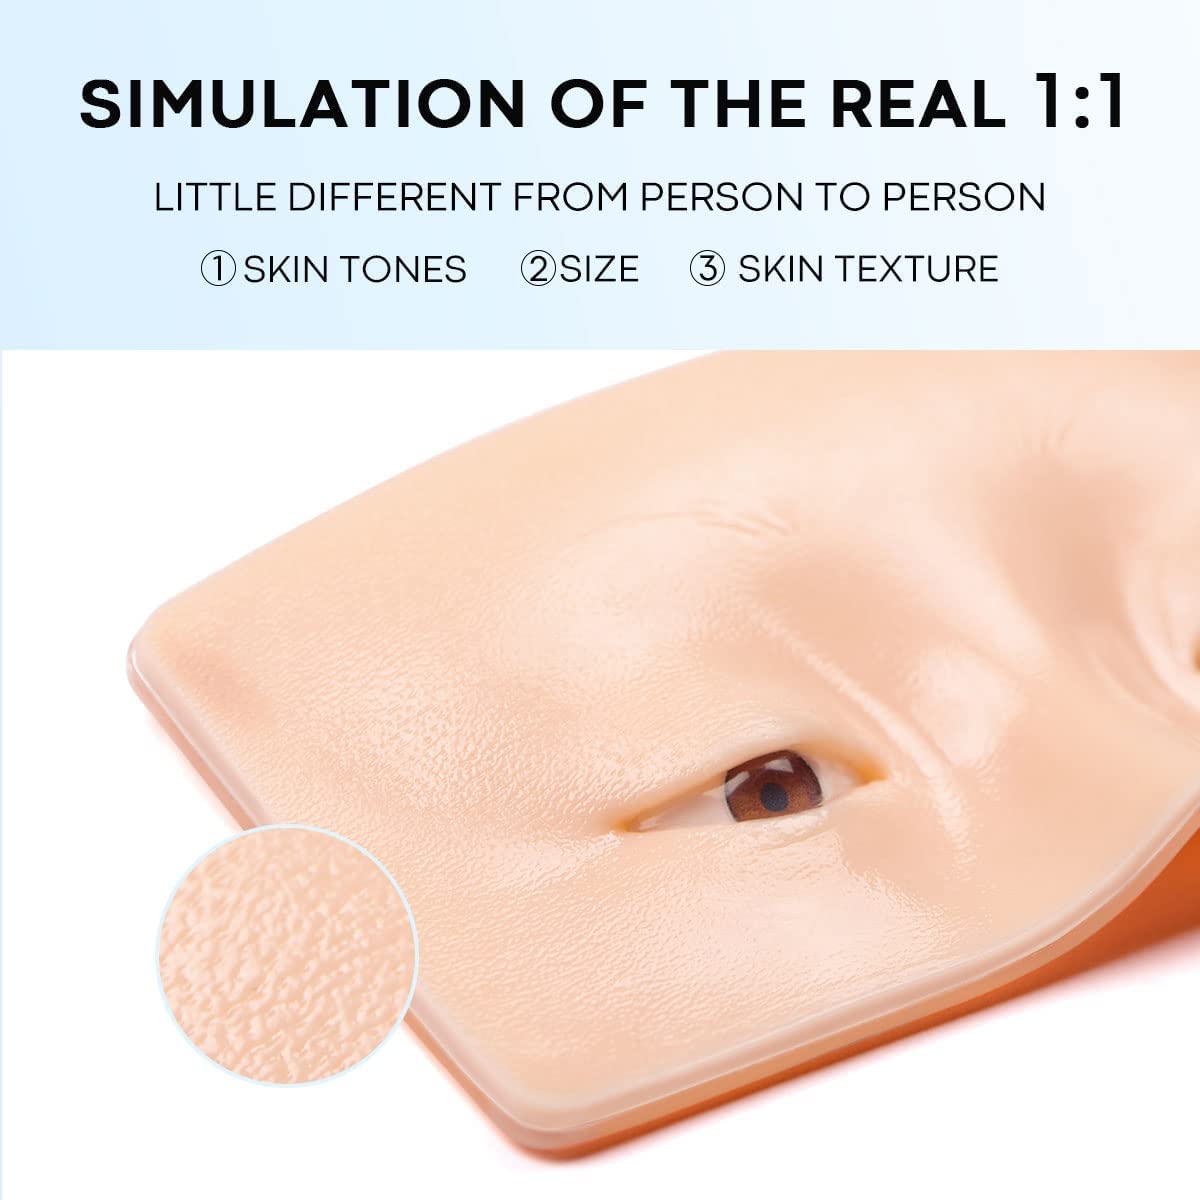 SIMULATION OF THE REAL 1:1
LITTLE DIFFERENT FROM PERSON TO PERSON
①SKIN TONES ②SIZE ③ SKIN TEXTURE